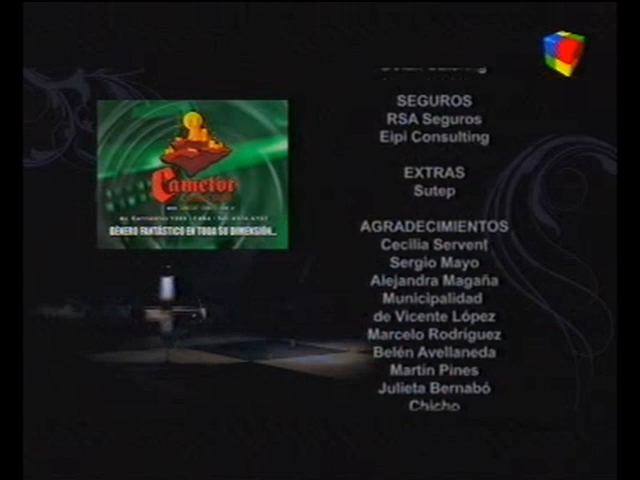 Camelot
GÉNERO FANTÁSTICO EN TODA SU DIMENSIÓN...
SEGUROS
RSA Seguros
Eipi Consulting
EXTRAS
Sutep
AGRADECIMIENTOS
Cecilia Servent
Sergio Mayo
Alejandra Magaña
Municipalidad
de Vicente López
Marcelo Rodríguez
Belén Avellaneda
Martín Pines
Julieta Bernabó
Chicho